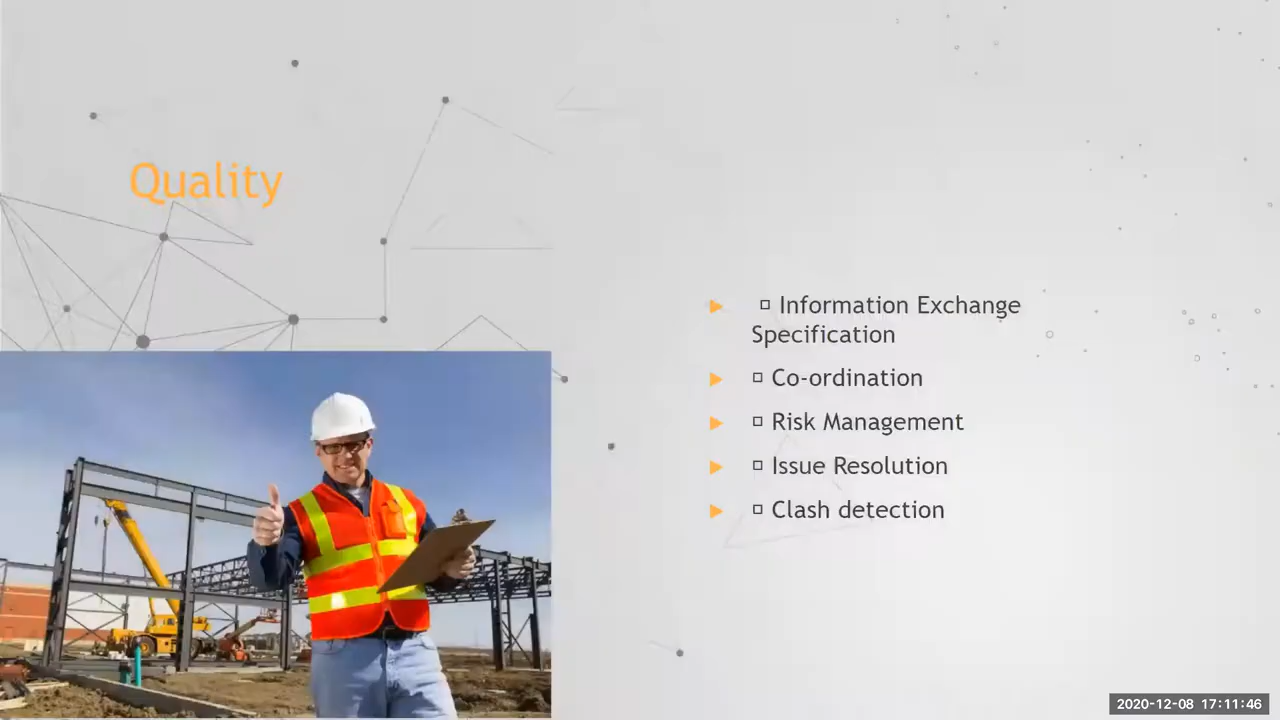 Quality
▶ □ Information Exchange
Specification
▶ □ Co-ordination
▶ □ Risk Management
▶ □ Issue Resolution
▶ □ Clash detection
2020-12-08 17:11:46